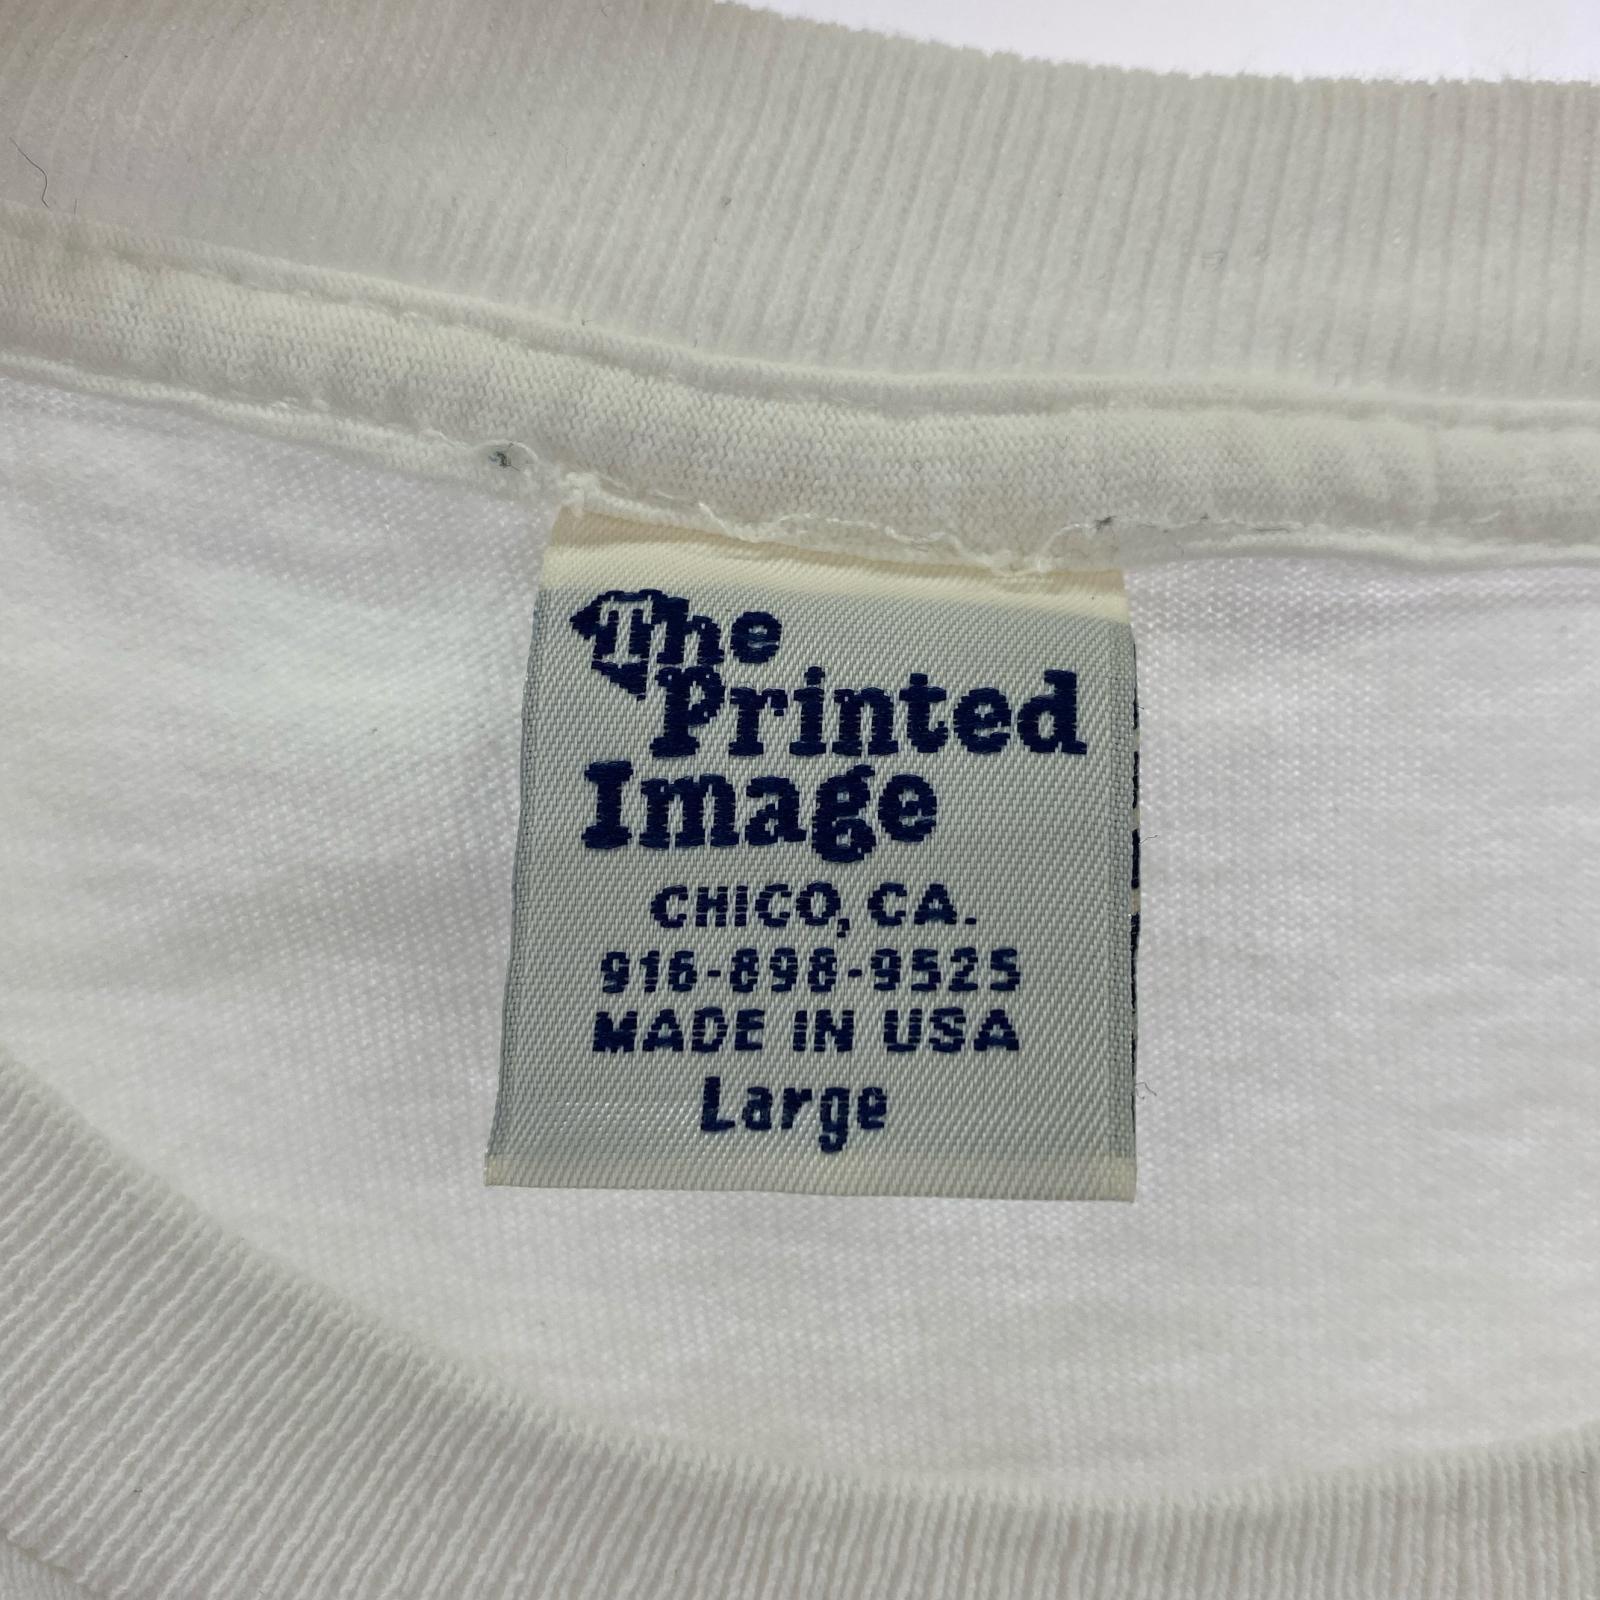 The
Printed
Image
CHICO, CA.
916-898-9525
MADE IN USA
Large